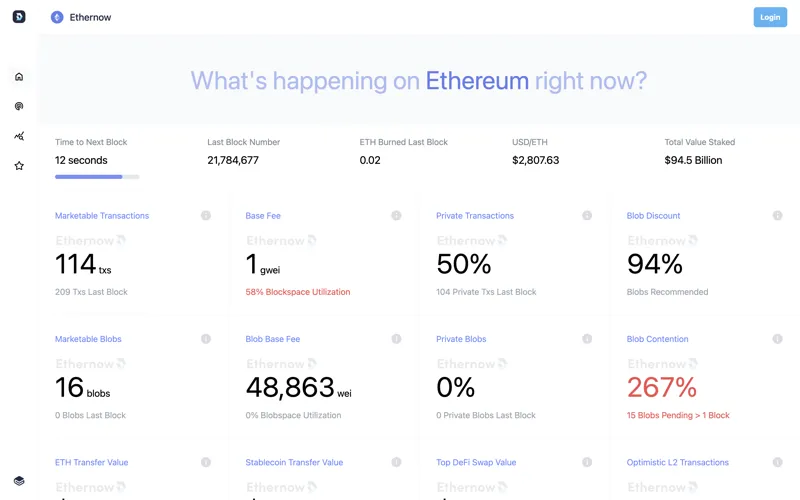 Ethernow
Login
What's happening on Ethereum right now?
Time to Next Block
12 seconds
Last Block Number
21,784,677
ETH Burned Last Block
0.02
USD/ETH
$2,807.63
Total Value Staked
$94.5 Billion
Marketable Transactions
Ethernow
114 txs
209 Txs Last Block
Base Fee
Ethernow
1 gwei
58% Blockspace Utilization
Private Transactions
Ethernow
50%
104 Private Txs Last Block
Blob Discount
Ethernow
94%
Blobs Recommended
Marketable Blobs
Ethernow
16 blobs
0 Blobs Last Block
Blob Base Fee
Ethernow
48,863 wei
0% Blobspace Utilization
Private Blobs
Ethernow
0%
0 Private Blobs Last Block
Blob Contention
Ethernow
267%
15 Blobs Pending > 1 Block
ETH Transfer Value
Ethernow
Stablecoin Transfer Value
Ethernow
Top DeFi Swap Value
Ethernow
Optimistic L2 Transactions
Ethernow